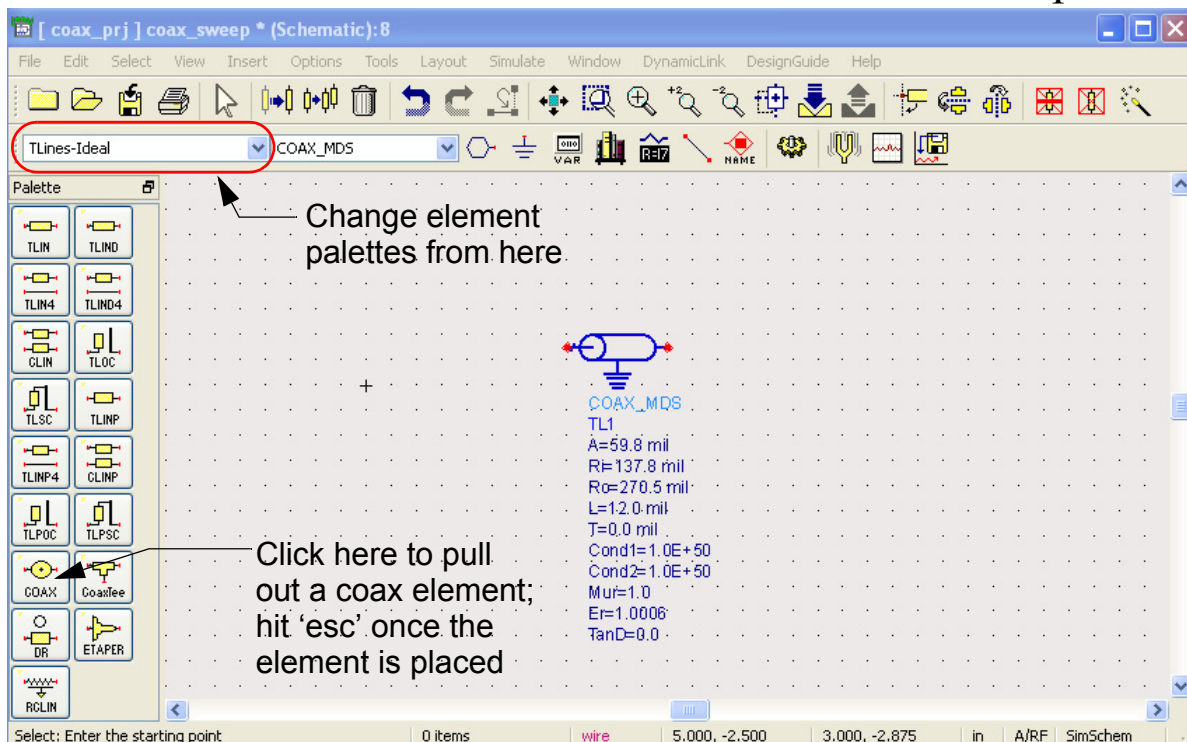 [ coax_prj ] coax_sweep * (Schematic):8
File Edit Select View Insert Options Tools Layout Simulate Window DynamicLink DesignGuide Help
+2 -2
TLines-Ideal COAX_MDS VAR NAME
Palette
TLIN TLIND
TLIN4 TLIND4
CLIN TLOC
TLSC TLINP
TLINP4 CLINP
TLPOC TLPSC
COAX CoaxTee
DR ETAPER
RCLIN
Change element
palettes from here
COAX_MDS
TL1
A=59.8 mil
Ri=137.8 mil
Ro=270.5 mil
L=12.0 mil
T=0.0 mil
Cond1=1.0E+50
Cond2=1.0E+50
Mur=1.0
Er=1.0006
TanD=0.0
Click here to pull
out a coax element;
hit ‘esc’ once the
element is placed
Select: Enter the starting point 0 items wire 5.000, -2.500 3.000, -2.875 in A/RF SimSchem